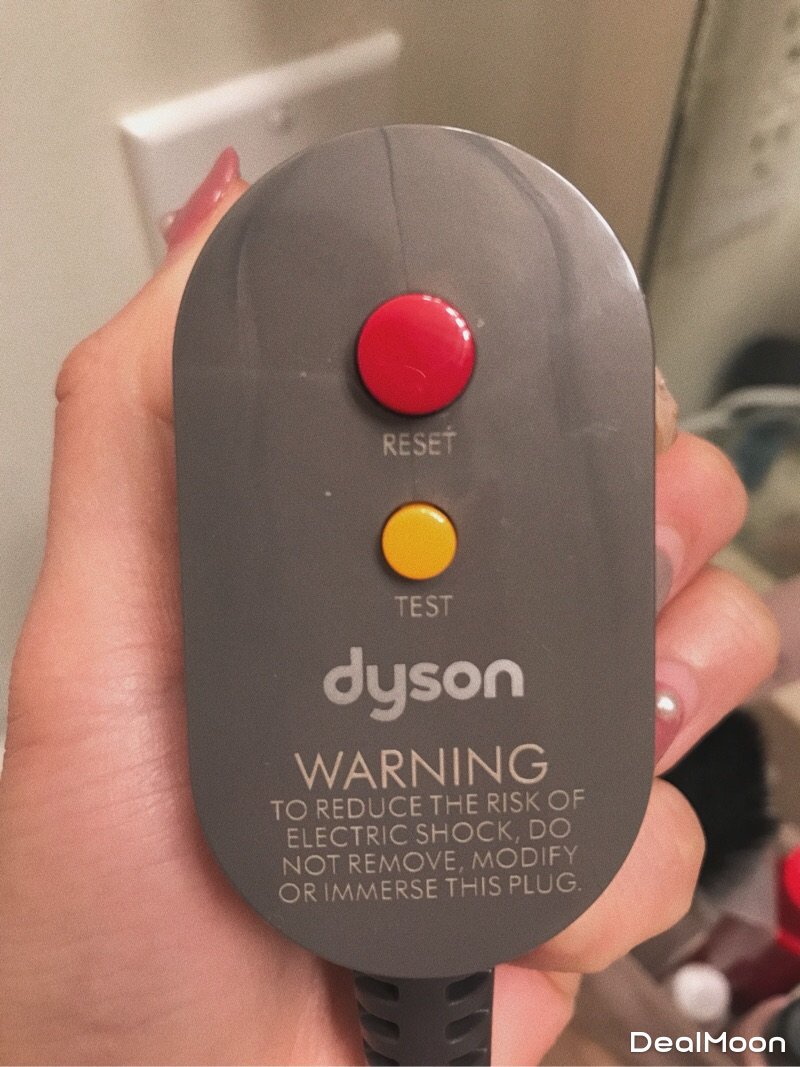 RESET
TEST
dyson
WARNING
TO REDUCE THE RISK OF
ELECTRIC SHOCK, DO
NOT REMOVE, MODIFY
OR IMMERSE THIS PLUG.
DealMoon